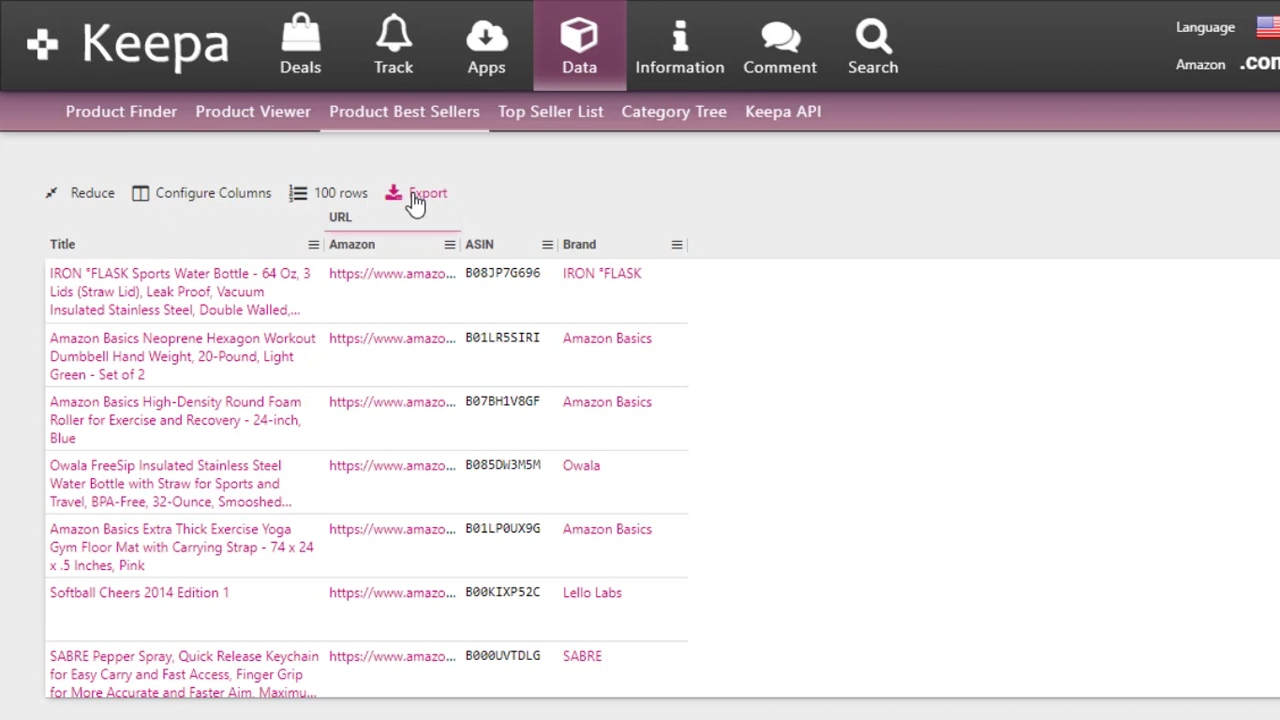 Keepa
Deals
Track
Apps
Data
Information
Comment
Search
Language
Amazon .com
Product Finder
Product Viewer
Product Best Sellers
Top Seller List
Category Tree
Keepa API
Reduce
Configure Columns
100 rows
Export
URL
Title
Amazon
ASIN
Brand
IRON °FLASK Sports Water Bottle - 64 Oz, 3
Lids (Straw Lid), Leak Proof, Vacuum
Insulated Stainless Steel, Double Walled,...
https://www.amazo...
B08JP7G696
IRON °FLASK
Amazon Basics Neoprene Hexagon Workout
Dumbbell Hand Weight, 20-Pound, Light
Green - Set of 2
https://www.amazo...
B01LR5SIRI
Amazon Basics
Amazon Basics High-Density Round Foam
Roller for Exercise and Recovery - 24-inch,
Blue
https://www.amazo...
B07BH1V8GF
Amazon Basics
Owala FreeSip Insulated Stainless Steel
Water Bottle with Straw for Sports and
Travel, BPA-Free, 32-Ounce, Smooshed...
https://www.amazo...
B085DW3M5M
Owala
Amazon Basics Extra Thick Exercise Yoga
Gym Floor Mat with Carrying Strap - 74 x 24
x .5 Inches, Pink
https://www.amazo...
B01LP0UX9G
Amazon Basics
Softball Cheers 2014 Edition 1
https://www.amazo...
B00KIXP52C
Lello Labs
SABRE Pepper Spray, Quick Release Keychain
for Easy Carry and Fast Access, Finger Grip
for More Accurate and Faster Aim, Maximu...
https://www.amazo...
B000UVTDLG
SABRE